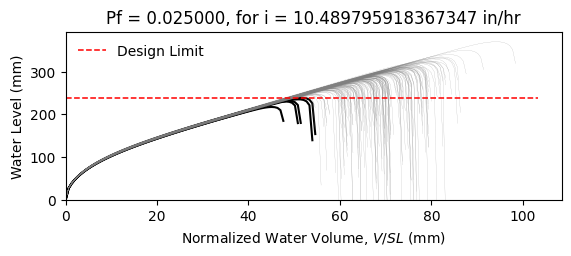 Pf = 0.025000, for i = 10.489795918367347 in/hr
Design Limit
Water Level (mm)
300
200
100
0
0 20 40 60 80 100
Normalized Water Volume, V/SL (mm)